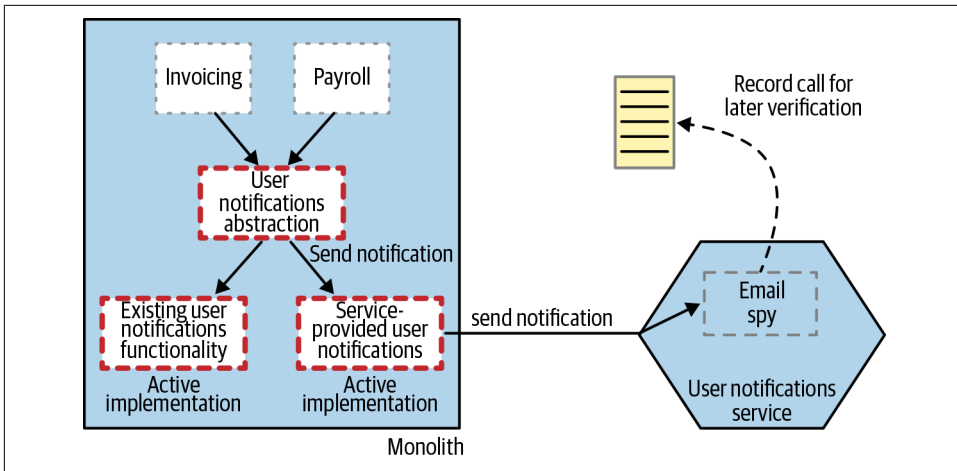 Invoicing
Payroll
Record call for
later verification
User
notifications
abstraction
Send notification
Existing user
notifications
functionality
Service-
provided user
notifications
send notification
Email
spy
Active
implementation
Active
implementation
User notifications
service
Monolith